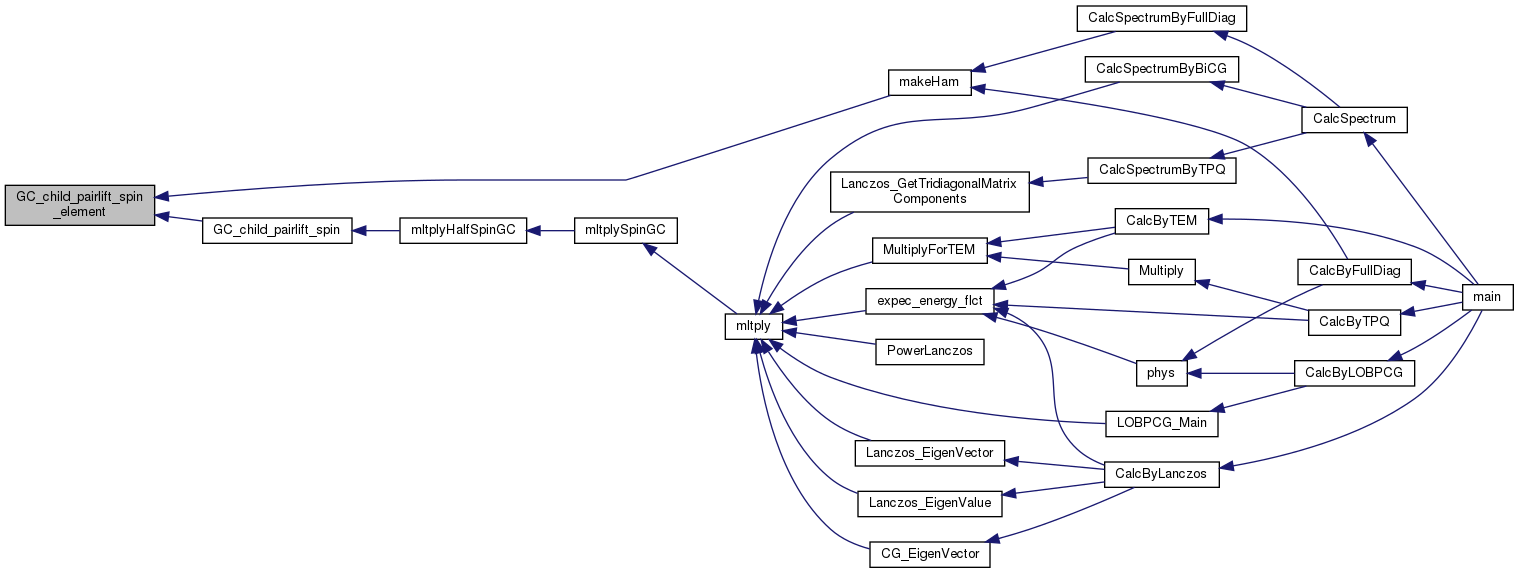 GC_child_pairlift_spin
_element
GC_child_pairlift_spin
mltplyHalfSpinGC
mltplySpinGC
mltply
makeHam
Lanczos_GetTridiagonalMatrix
Components
MultiplyForTEM
expec_energy_flct
PowerLanczos
Lanczos_EigenVector
Lanczos_EigenValue
CG_EigenVector
CalcSpectrumByFullDiag
CalcSpectrumByBiCG
CalcSpectrumByTPQ
CalcByTEM
Multiply
phys
LOBPCG_Main
CalcByLanczos
CalcSpectrum
CalcByFullDiag
CalcByTPQ
CalcByLOBPCG
main